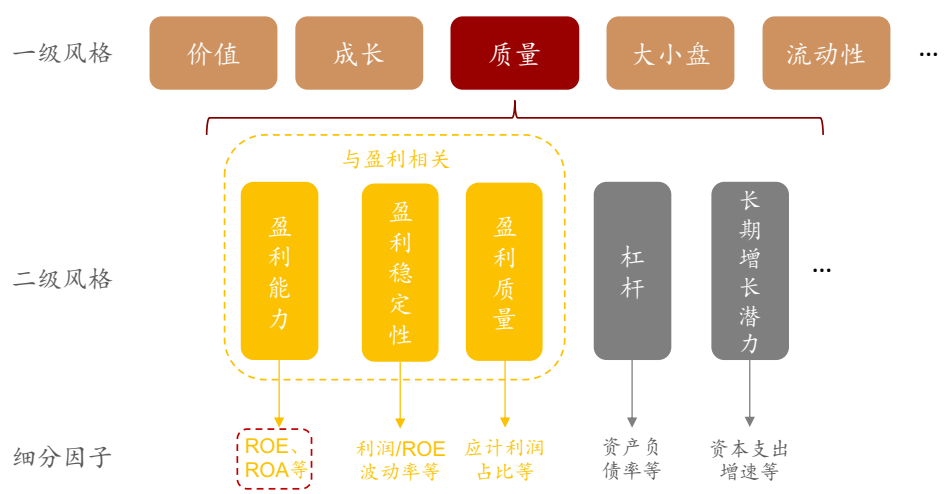 一级风格
价值
成长
质量
大小盘
流动性
...
与盈利相关
二级风格
盈利能力
盈利稳定性
盈利质量
杠杆
长期增长潜力
...
细分因子
ROE、
ROA等
利润/ROE
波动率等
应计利润
占比等
资产负
债率等
资本支出
增速等